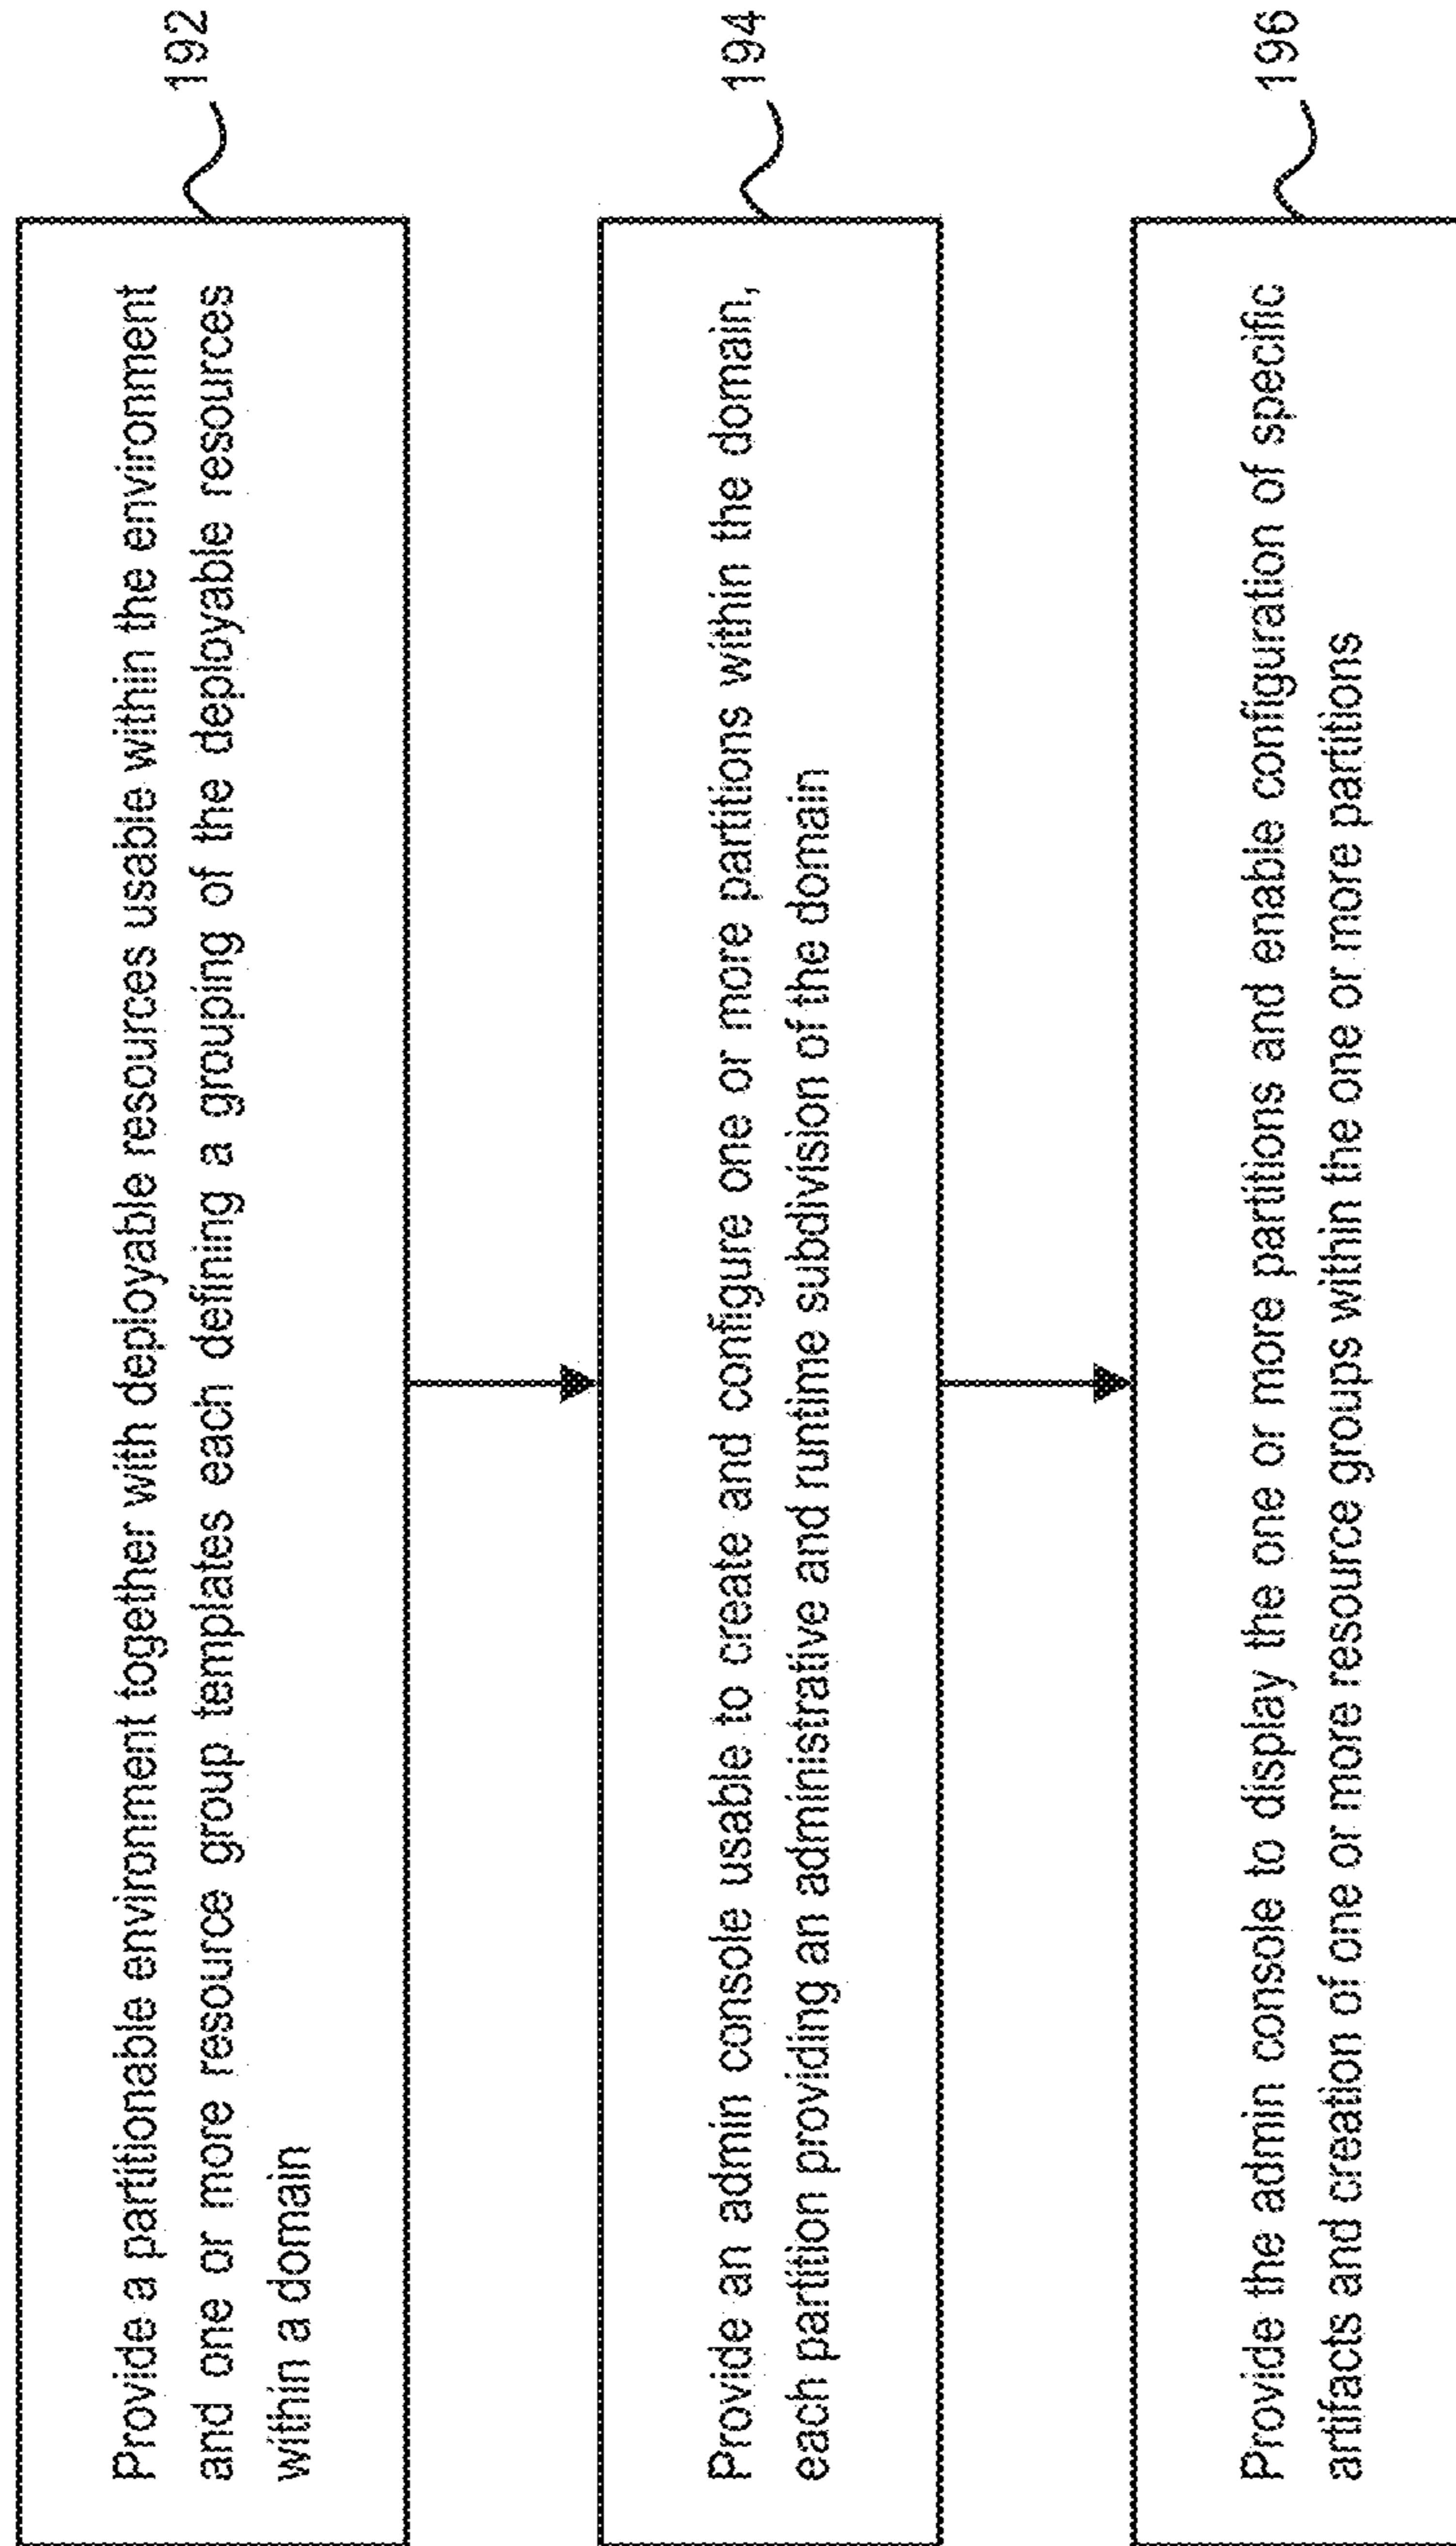 Provide a partitionable environment together with deployable resources usable within the environment
and one or more resource group templates each defining a grouping of the deployable resources
within a domain
192
Provide an admin console usable to create and configure one or more partitions within the domain,
each partition providing an administrative and runtime subdivision of the domain
194
Provide the admin console to display the one or more partitions and enable configuration of specific
artifacts and creation of one or more resource groups within the one or more partitions
196